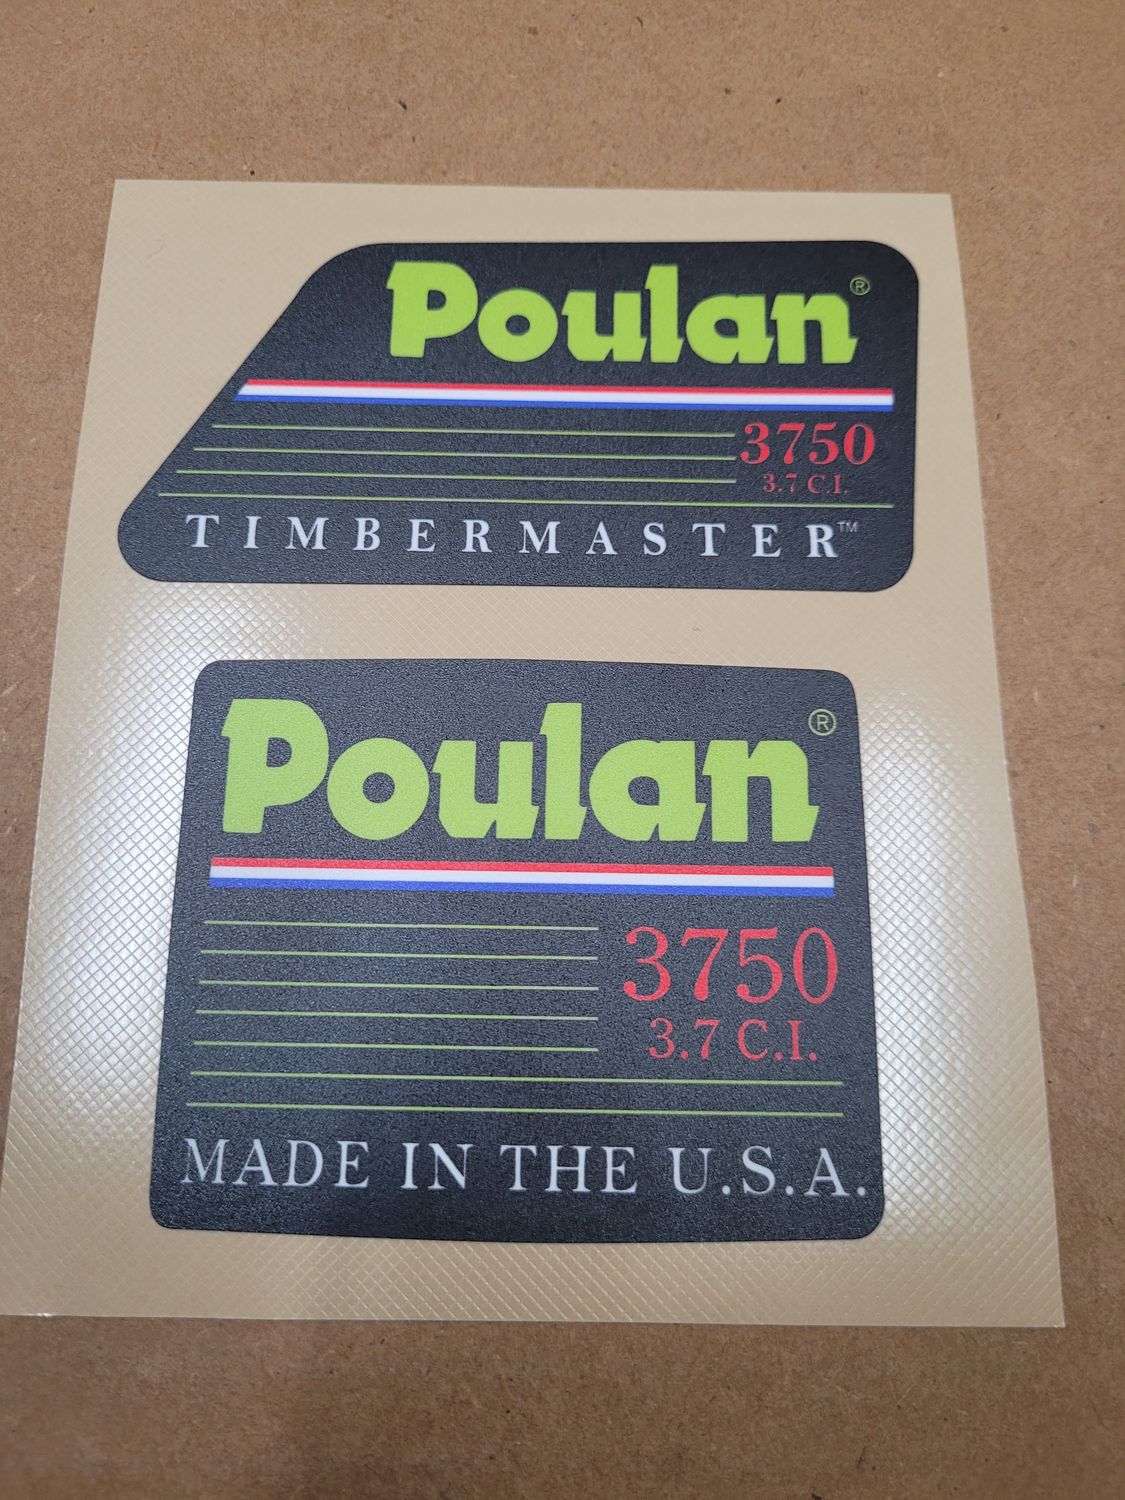 Poulan®
3750
3.7 C.I.
TIMBERMASTER™
Poulan®
3750
3.7 C.I.
MADE IN THE U.S.A.